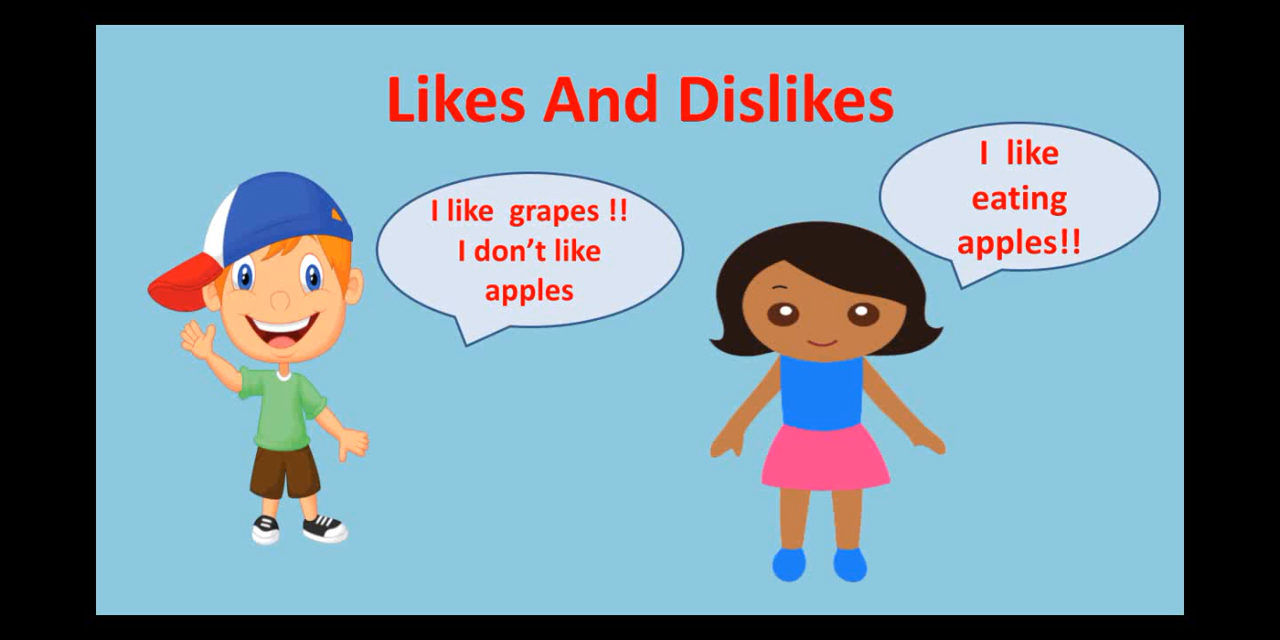 Likes And Dislikes
I like grapes !!
I don’t like
apples
I like
eating
apples!!